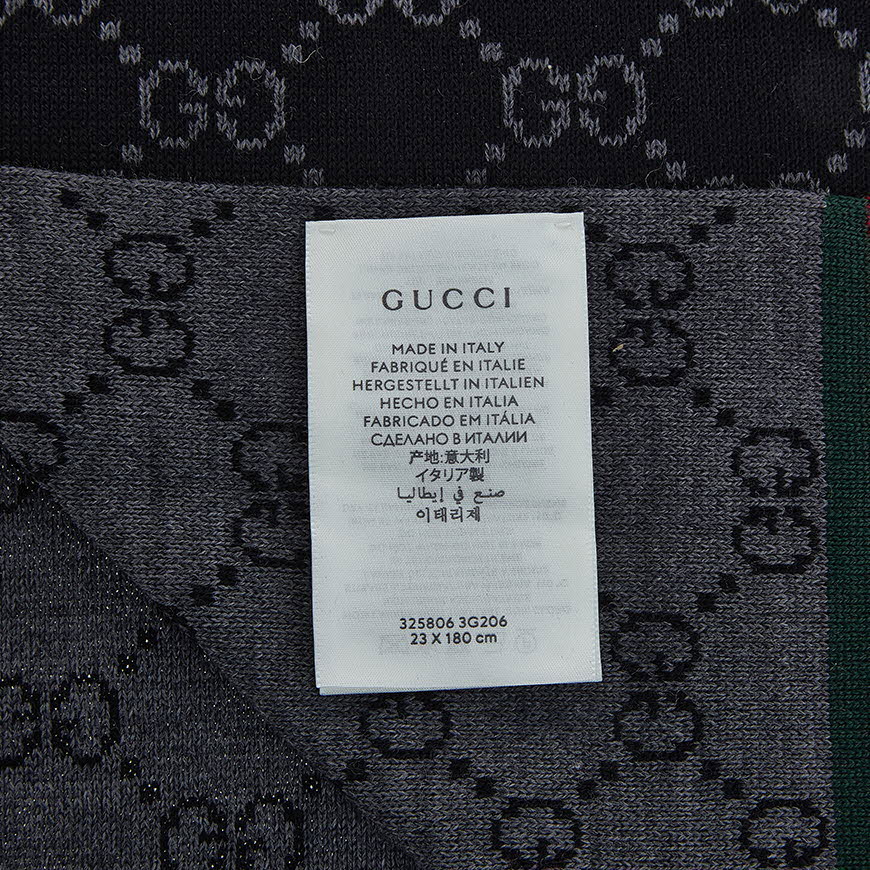 GUCCI
MADE IN ITALY
FABRIQUÉ EN ITALIE
HERGESTELLT IN ITALIEN
HECHO EN ITALIA
FABRICADO EM ITÁLIA
СДЕЛАНО В ИТАЛИИ
产地:意大利
イタリア製
صنع في إيطاليا
이태리제
325806 3G206
23 X 180 cm